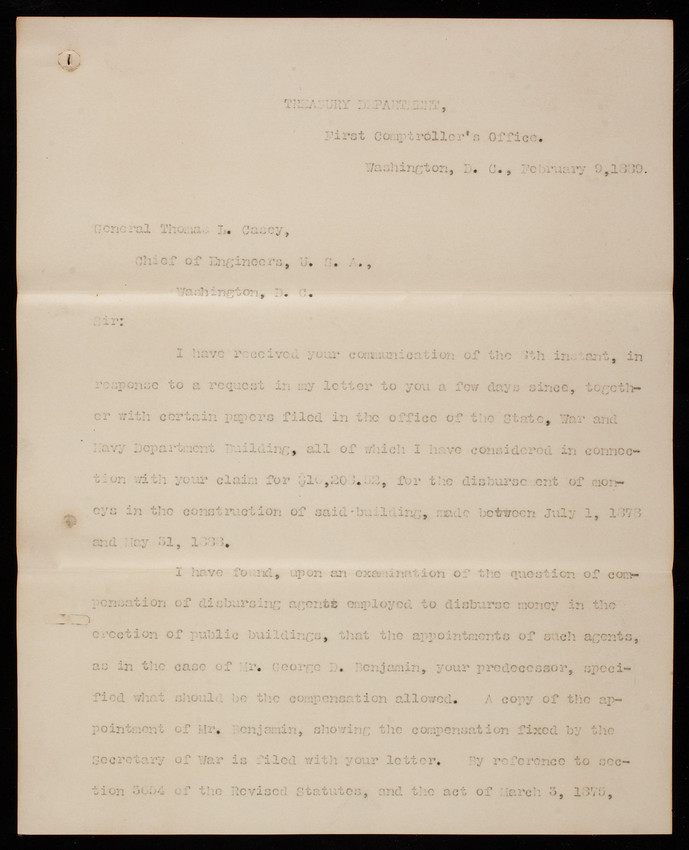 1
TREASURY DEPARTMENT,
First Comptroller's Office.
Washington, D. C., February 9,1889.
General Thomas L. Casey,
Chief of Engineers, U. S. A.,
Washington, D. C.
Sir:
I have received your communication of the instant, in
response to a request in my letter to you a few days since, togeth-
er with certain papers filed in the office of the State, War and
Navy Department Building, all of which I have considered in connec-
tion with your claim for for the disbursement of mon-
eys in the construction of said building, made between July 1, 1878
and May 31, 1888.
I have found, upon an examination of the question of com-
pensation of disbursing agents employed to disburse money in the
erection of public buildings, that the appointments of such agents,
as in the case of Mr. George D. Benjamin, your predecessor, speci-
fied what should be the compensation allowed. A copy of the ap-
pointment of Mr. Benjamin, showing the compensation fixed by the
Secretary of War is filed with your letter. By reference to sec-
tion 3654 of the Revised Statutes, and the act of March 3, 1875,